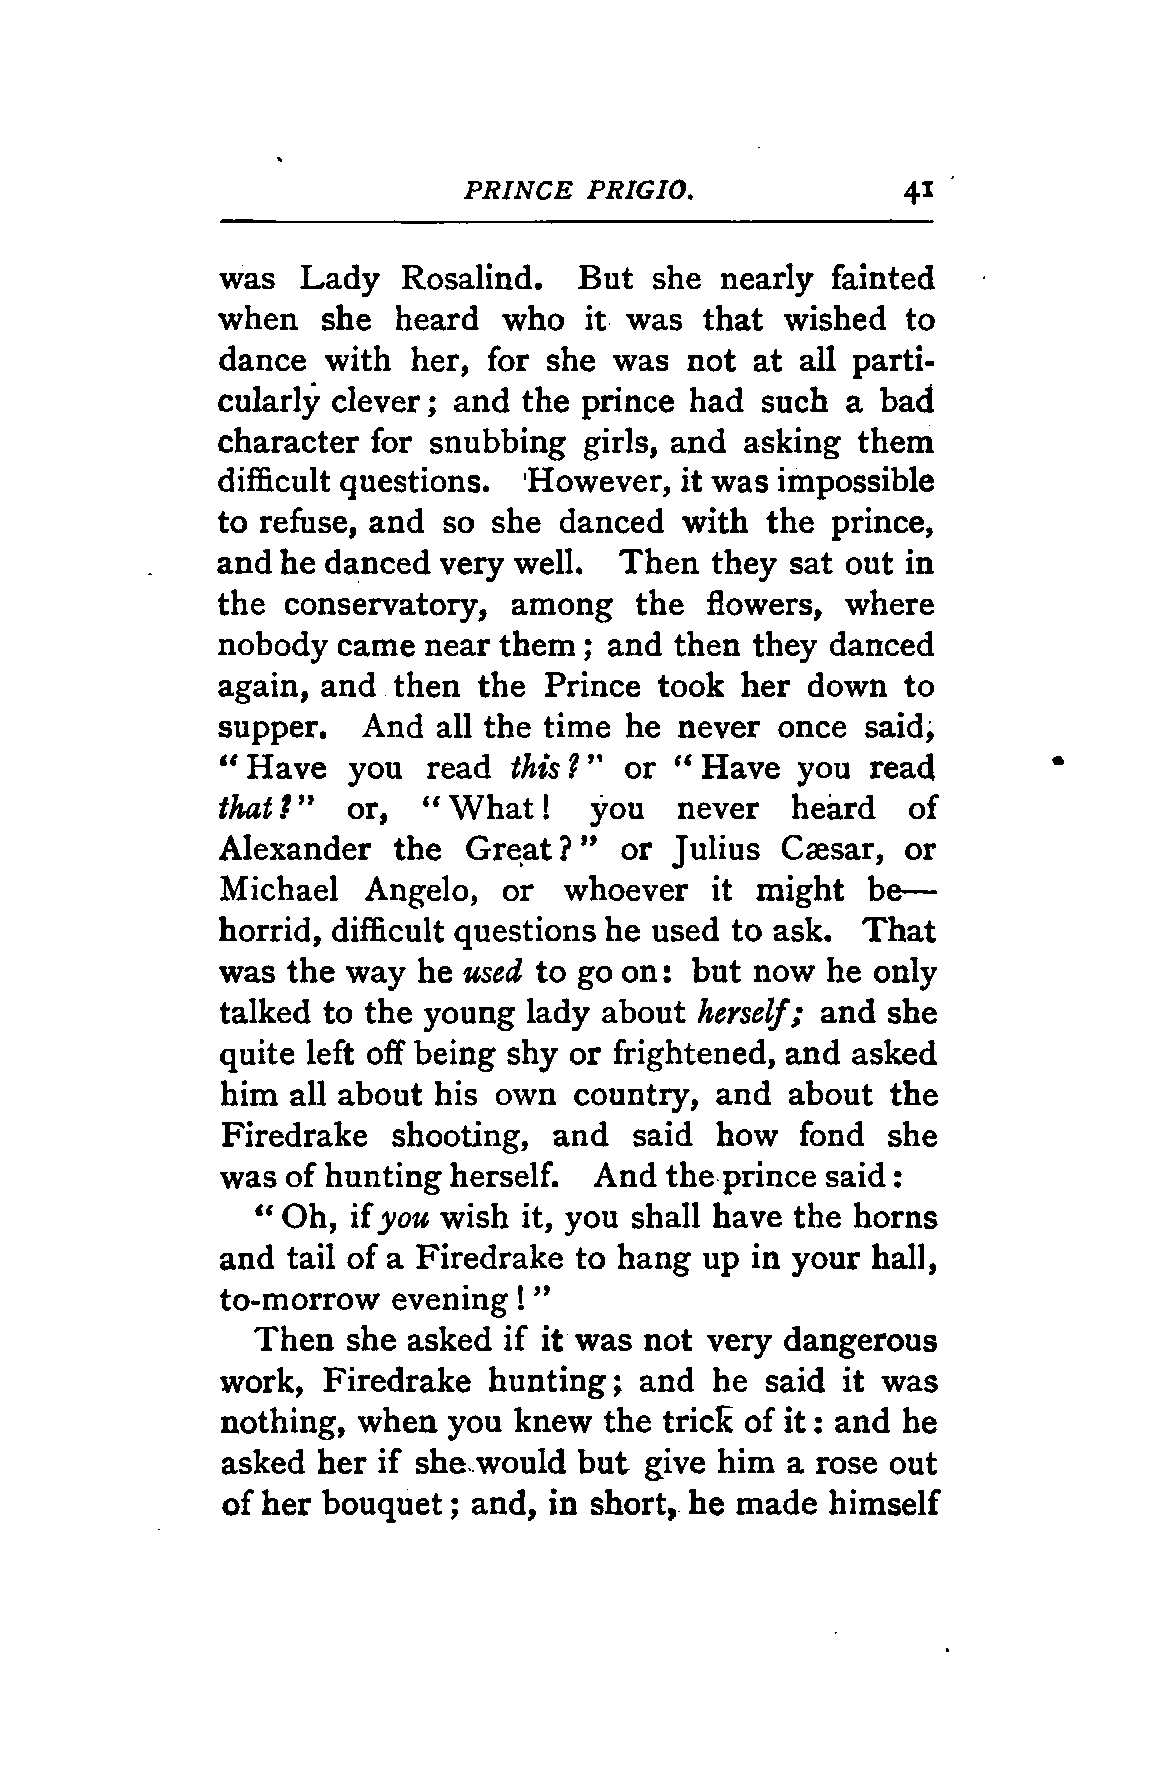 PRINCE PRIGIO. 41
was Lady Rosalind. But she nearly fainted
when she heard who it was that wished to
dance with her, for she was not at all parti-
cularly clever; and the prince had such a bad
character for snubbing girls, and asking them
difficult questions. However, it was impossible
to refuse, and so she danced with the prince,
and he danced very well. Then they sat out in
the conservatory, among the flowers, where
nobody came near them; and then they danced
again, and then the Prince took her down to
supper. And all the time he never once said,
"Have you read this?" or "Have you read
that?" or, "What! you never heard of
Alexander the Great?" or Julius Cæsar, or
Michael Angelo, or whoever it might be—
horrid, difficult questions he used to ask. That
was the way he used to go on: but now he only
talked to the young lady about herself; and she
quite left off being shy or frightened, and asked
him all about his own country, and about the
Firedrake shooting, and said how fond she
was of hunting herself. And the prince said:
"Oh, if you wish it, you shall have the horns
and tail of a Firedrake to hang up in your hall,
to-morrow evening!"
Then she asked if it was not very dangerous
work, Firedrake hunting; and he said it was
nothing, when you knew the trick of it: and he
asked her if she would but give him a rose out
of her bouquet; and, in short, he made himself